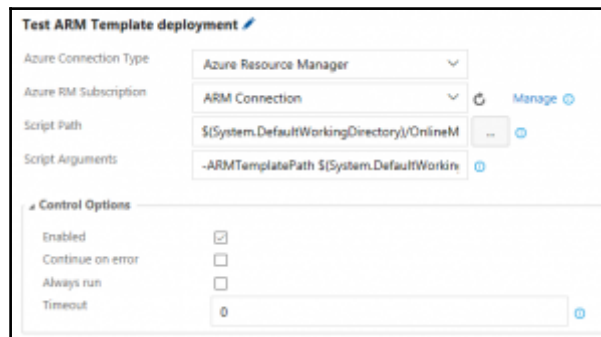 Test ARM Template deployment
Azure Connection Type Azure Resource Manager
Azure RM Subscription ARM Connection Manage
Script Path $(System.DefaultWorkingDirectory)/OnlineM ...
Script Arguments -ARMTemplatePath $(System.DefaultWorkin
Control Options
Enabled
Continue on error
Always run
Timeout 0